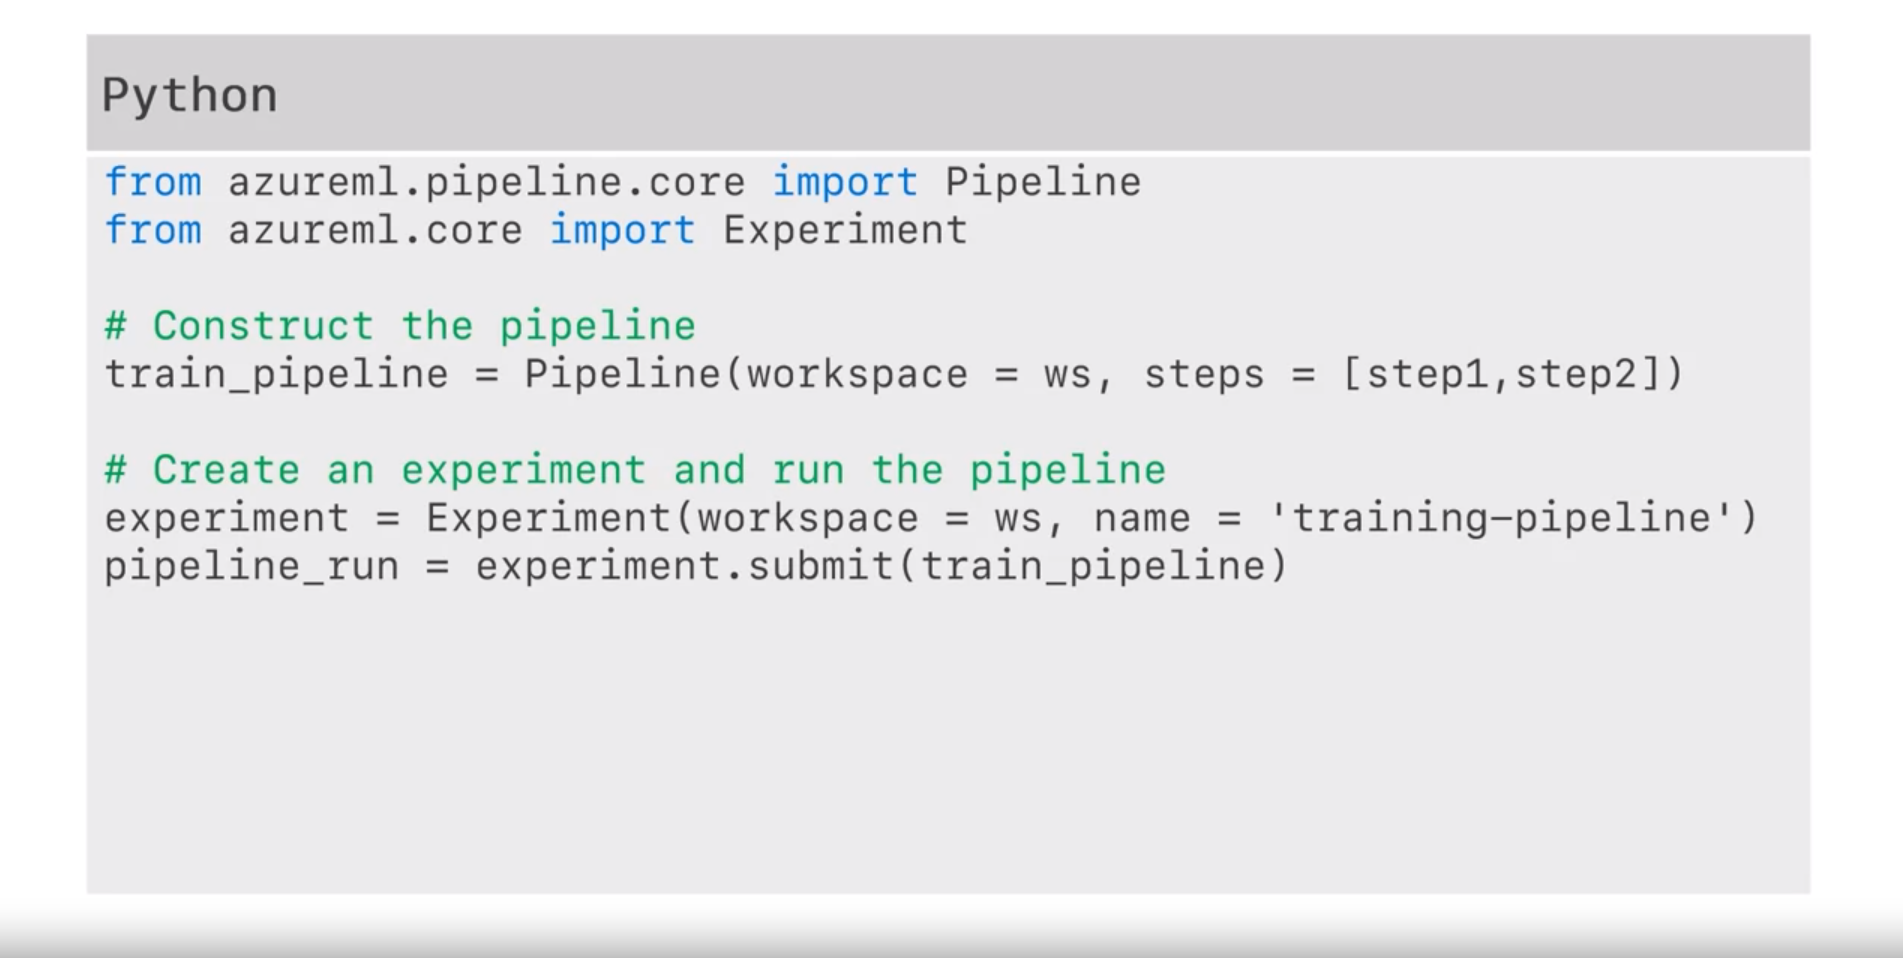 Python
from azureml.pipeline.core import Pipeline
from azureml.core import Experiment
# Construct the pipeline
train_pipeline = Pipeline(workspace = ws, steps = [step1,step2])
# Create an experiment and run the pipeline
experiment = Experiment(workspace = ws, name = 'training-pipeline')
pipeline_run = experiment.submit(train_pipeline)